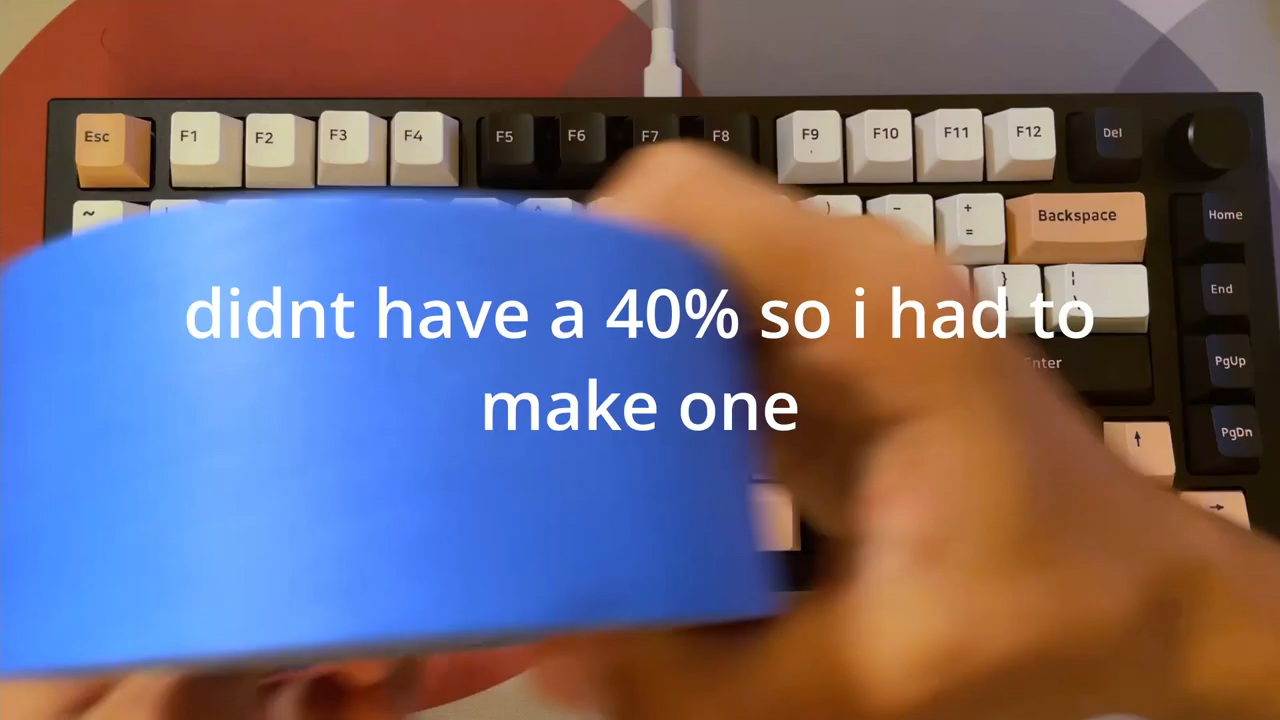 Esc F1 F2 F3 F4 F5 F6 F7 F8 F9 F10 F11 F12 Del
~ ) - + = Backspace Home
didnt have a 40% so i had to
make one
} End
PgUp
↑ PgDn
→